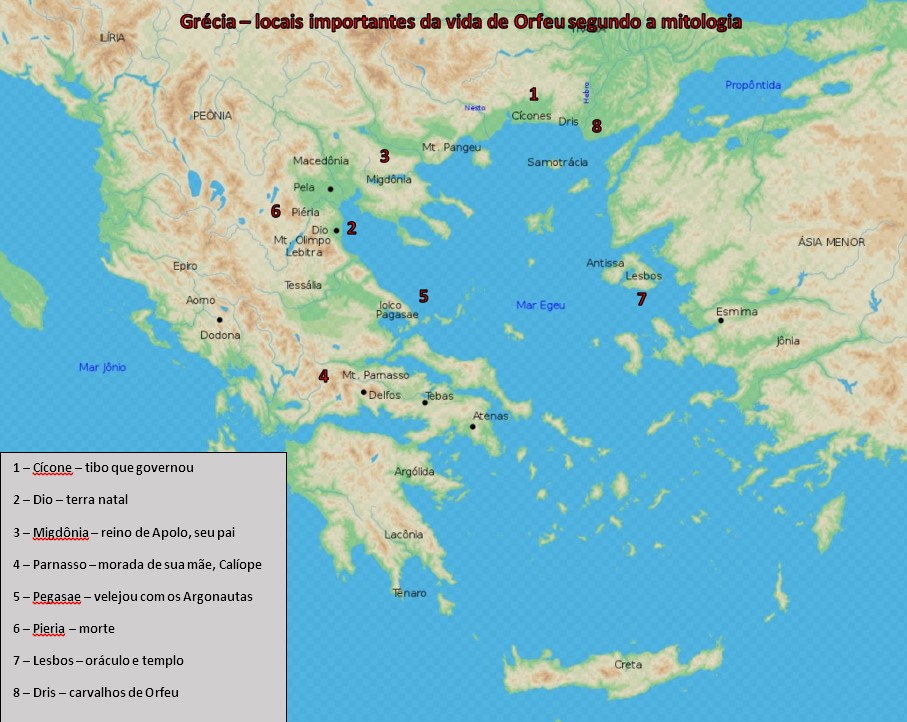 Grécia – locais importantes da vida de Orfeu segundo a mitologia
ILÍRIA
Propôntida
Hebro
1
Nesto
Cícones
Dris
8
PEÔNIA
Mt. Pangeu
3
Macedônia
Samotrácia
Migdônia
Pela
6
Piéria
Dio
2
Mt. Olimpo
Lebitra
ÁSIA MENOR
Epiro
Antissa
Lesbos
Tessália
5
7
Aorno
Iolco
Pagasae
Mar Egeu
Esmirna
Dodona
Jônia
Mar Jônio
4
Mt. Parnasso
Delfos
Tebas
Atenas
Argólida
Lacônia
Tênaro
Creta
1 – Cícone – tibo que governou
2 – Dio – terra natal
3 – Migdônia – reino de Apolo, seu pai
4 – Parnasso – morada de sua mãe, Calíope
5 – Pegasae – velejou com os Argonautas
6 – Pieria – morte
7 – Lesbos – oráculo e templo
8 – Dris – carvalhos de Orfeu